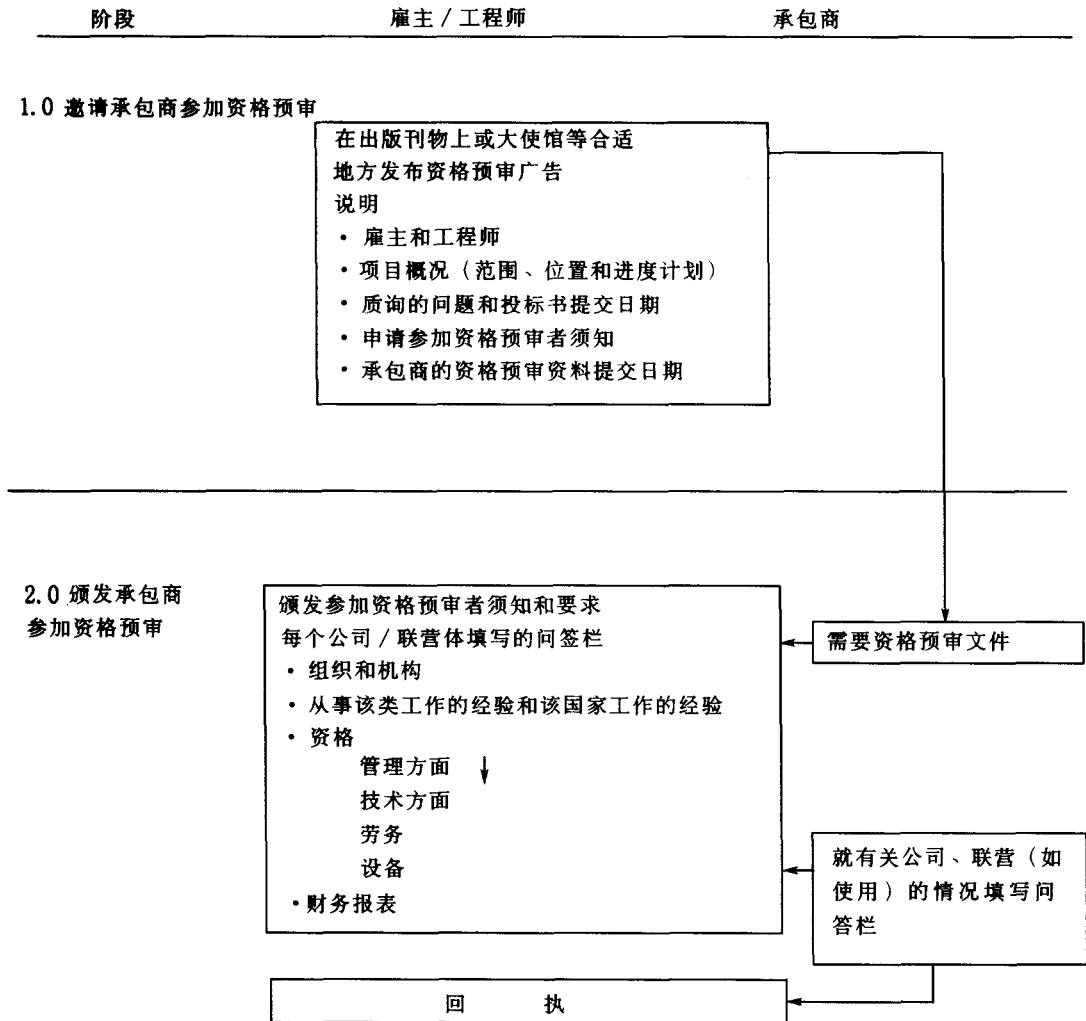 阶段 雇主／工程师 承包商
1.0 邀请承包商参加资格预审
在出版刊物上或大使馆等合适
地方发布资格预审广告
说明
· 雇主和工程师
· 项目概况（范围、位置和进度计划）
· 质询的问题和投标书提交日期
· 申请参加资格预审者须知
· 承包商的资格预审资料提交日期
2.0 颁发承包商
参加资格预审
颁发参加资格预审者须知和要求
每个公司／联营体填写的问签栏
· 组织和机构
· 从事该类工作的经验和该国家工作的经验
· 资格
管理方面
技术方面
劳务
设备
· 财务报表
需要资格预审文件
就有关公司、联营（如
使用）的情况填写问
答栏
回 执